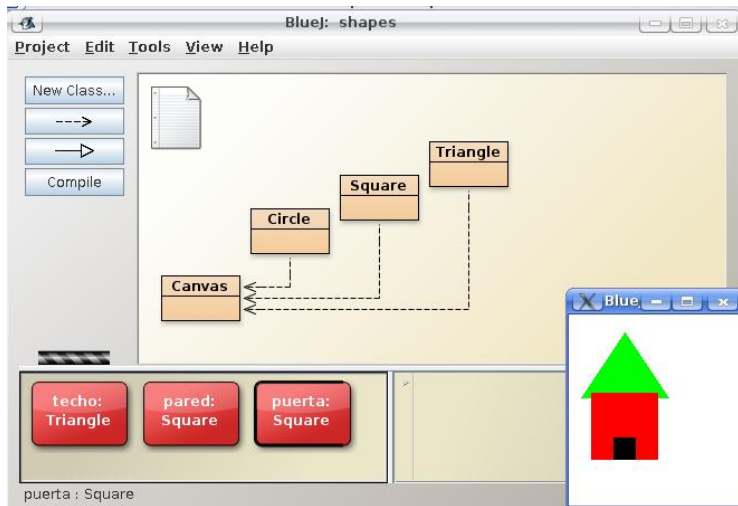 BlueJ: shapes
Project Edit Tools View Help
New Class...
Compile
Triangle
Square
Circle
Canvas
Blue
techo:
Triangle
pared:
Square
puerta:
Square
puerta : Square